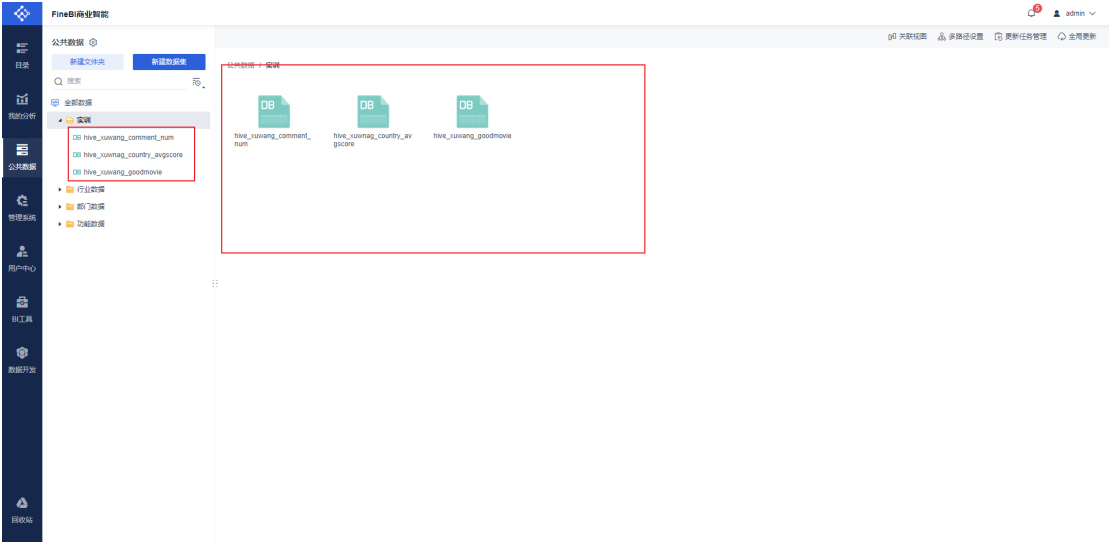 FineBI商业智能
5
admin
目录
我的分析
公共数据
管理系统
用户中心
BI工具
数据开发
回收站
公共数据
新建文件夹 新建数据集
搜索
全部数据
实训
DB hive_xuwang_comment_num
DB hive_xuwnag_country_avgscore
DB hive_xuwang_goodmovie
行业数据
部门数据
功能数据
关联视图 多路径设置 更新任务管理 全局更新
公共数据 / 实训
DB DB DB
hive_xuwang_comment_ hive_xuwnag_country_av hive_xuwang_goodmovie
num gscore